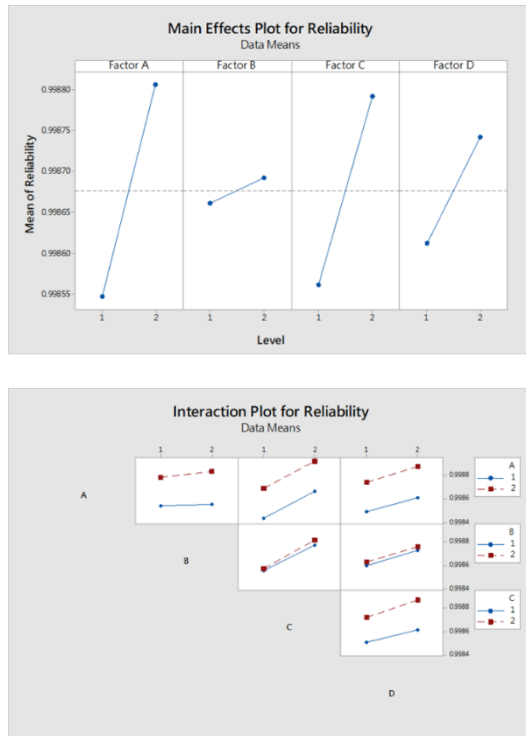 Main Effects Plot for Reliability
Data Means
Factor A Factor B Factor C Factor D
0.99880
0.99875
0.99870
0.99865
0.99860
0.99855
Mean of Reliability
1 2 1 2 1 2 1 2
Level
Interaction Plot for Reliability
Data Means
1 2 1 2 1 2
A
0.9988
0.9986
0.9984
A
1
2
B
0.9988
0.9986
0.9984
B
1
2
C
0.9988
0.9986
0.9984
C
1
2
D